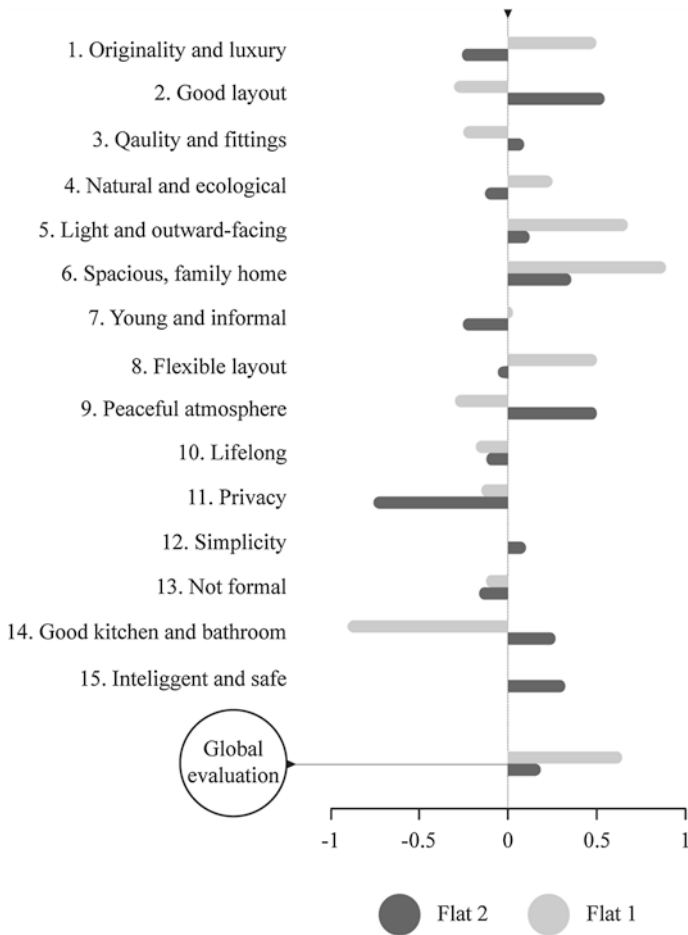 1. Originality and luxury
2. Good layout
3. Qaulity and fittings
4. Natural and ecological
5. Light and outward-facing
6. Spacious, family home
7. Young and informal
8. Flexible layout
9. Peaceful atmosphere
10. Lifelong
11. Privacy
12. Simplicity
13. Not formal
14. Good kitchen and bathroom
15. Inteliggent and safe
Global
evaluation
-1 -0.5 0 0.5 1
Flat 2 Flat 1